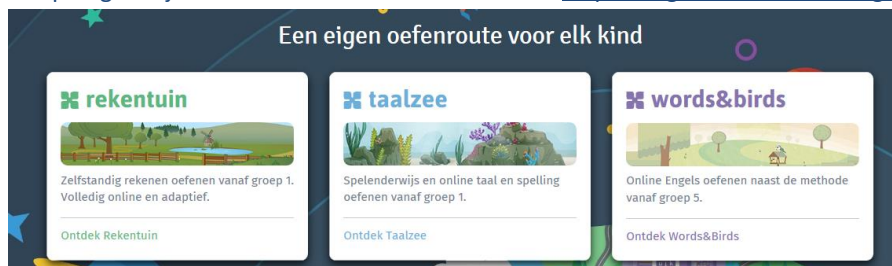 Een eigen oefenroute voor elk kind
rekentuin
Zelfstandig rekenen oefenen vanaf groep 1.
Volledig online en adaptief.
Ontdek Rekentuin
taalzee
Spelenderwijs en online taal en spelling
oefenen vanaf groep 1.
Ontdek Taalzee
words&birds
Online Engels oefenen naast de methode
vanaf groep 5.
Ontdek Words&Birds